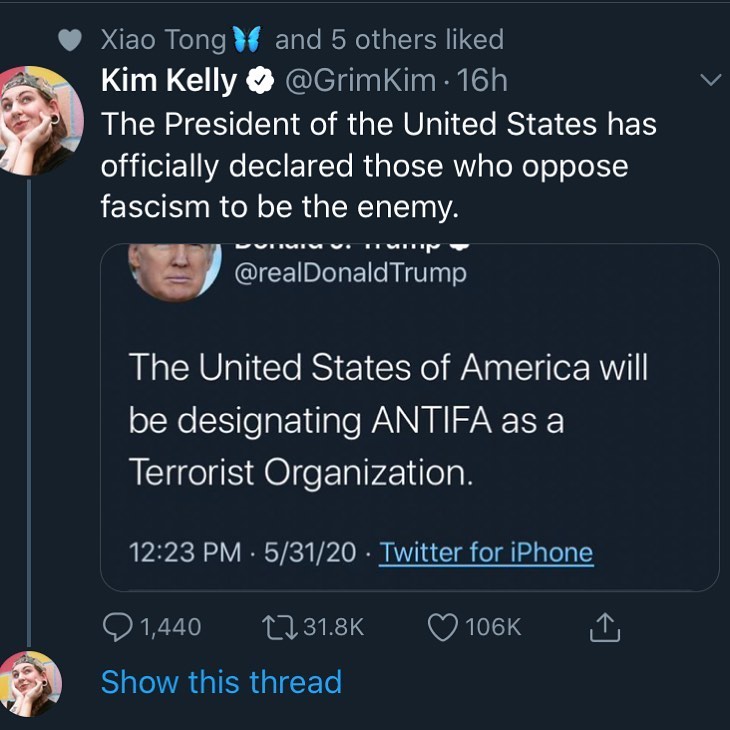 Xiao Tong🦋 and 5 others liked
Kim Kelly @GrimKim · 16h
The President of the United States has
officially declared those who oppose
fascism to be the enemy.
Donald J. Trump
@realDonaldTrump
The United States of America will
be designating ANTIFA as a
Terrorist Organization.
12:23 PM · 5/31/20 · Twitter for iPhone
1,440 31.8K 106K
Show this thread